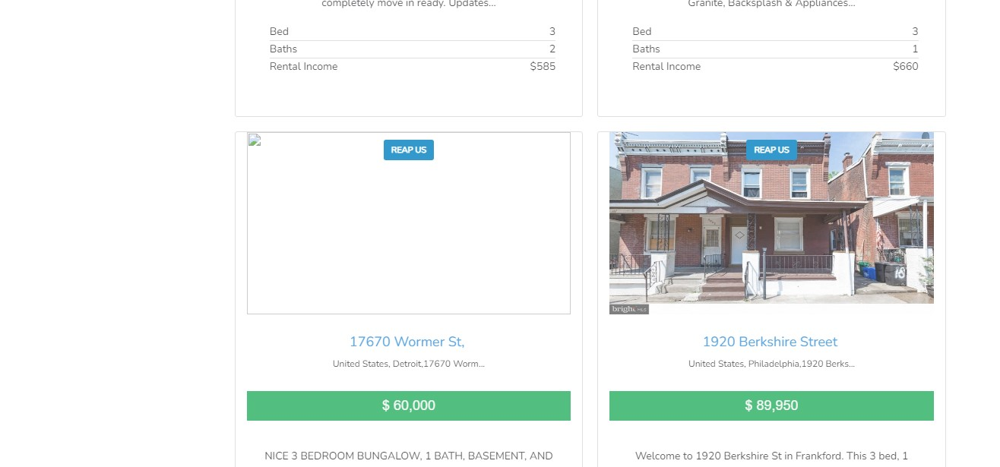 completely move in ready. Updates...
Bed 3
Baths 2
Rental Income $585
Granite, Backsplash & Appliances...
Bed 3
Baths 1
Rental Income $660
REAP US
17670 Wormer St,
United States, Detroit,17670 Worm...
$ 60,000
NICE 3 BEDROOM BUNGALOW, 1 BATH, BASEMENT, AND
REAP US
bright MLS
1920 Berkshire Street
United States, Philadelphia,1920 Berks...
$ 89,950
Welcome to 1920 Berkshire St in Frankford. This 3 bed, 1